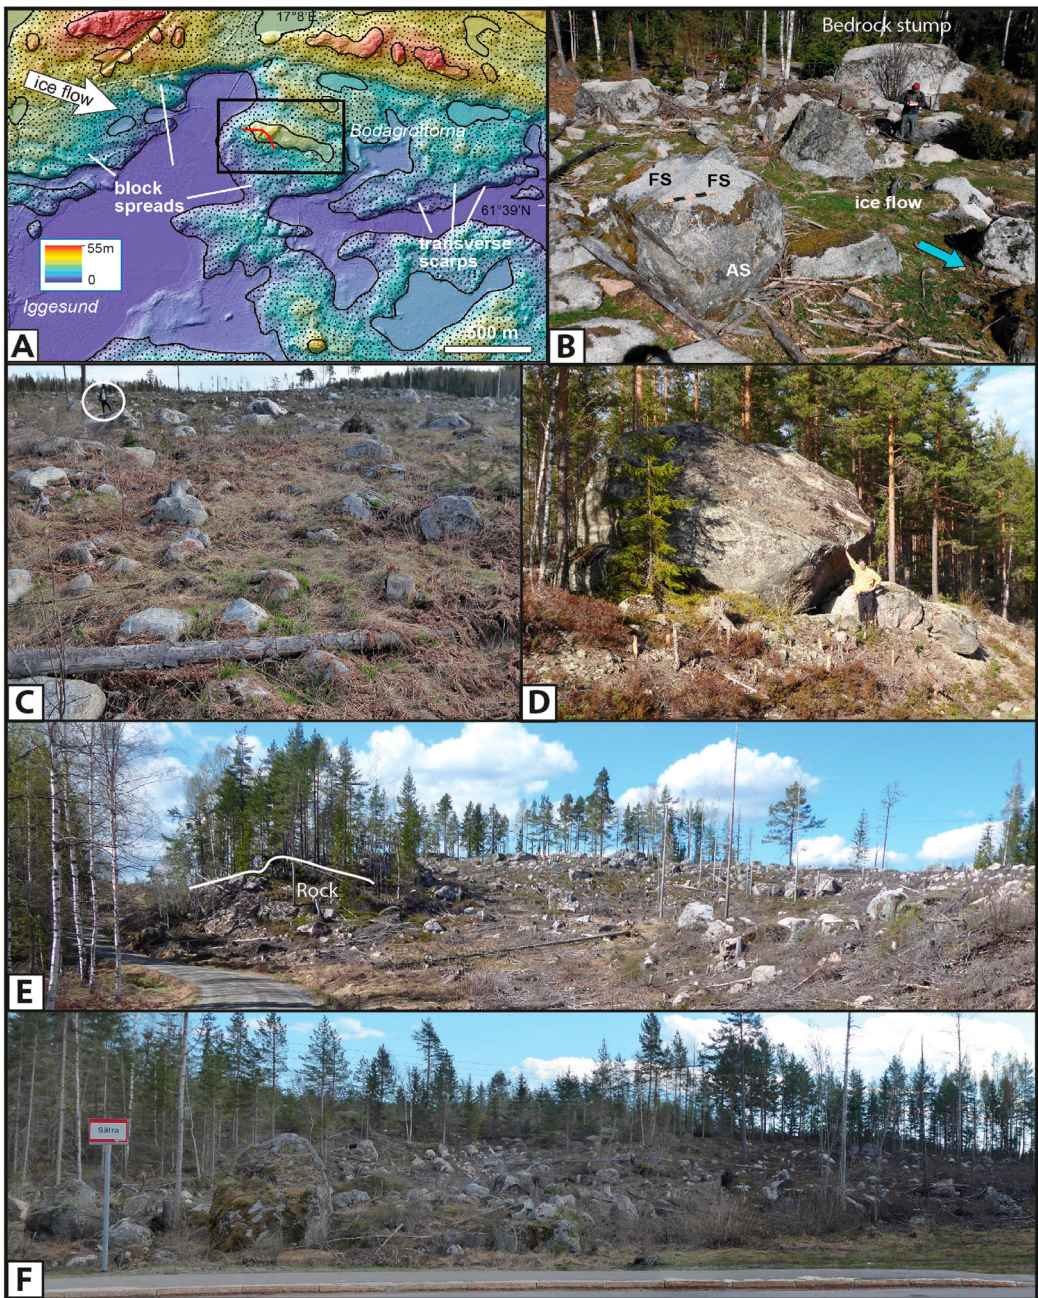 17°8'E
ice flow
Bodagrottorna
block
spreads
61°39'N
transverse
scarps
55m
0
Iggesund
500 m
A
Bedrock stump
FS FS
ice flow
AS
B
C
D
Rock
E
Sätra
F